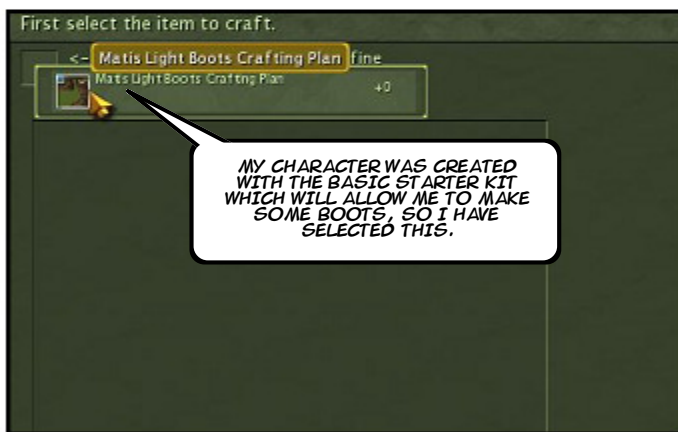 First select the item to craft.
<- Matis Light Boots Crafting Plan fine
Matis Light Boots Crafting Plan
+0
MY CHARACTER WAS CREATED
WITH THE BASIC STARTER KIT
WHICH WILL ALLOW ME TO MAKE
SOME BOOTS, SO I HAVE
SELECTED THIS.